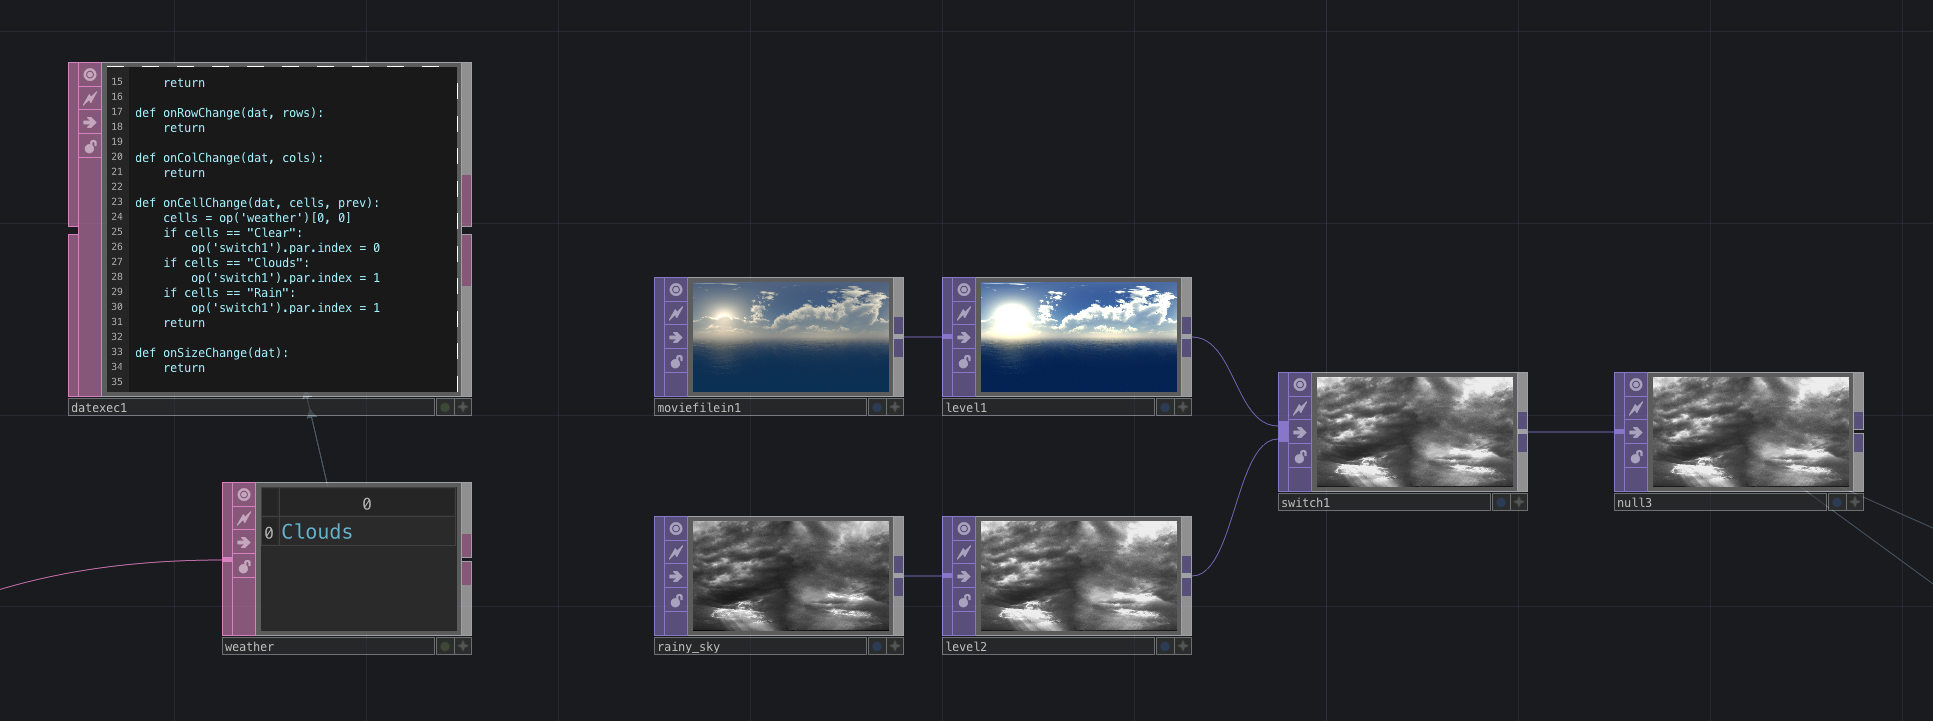 15     return
16
17 def onRowChange(dat, rows):
18     return
19
20 def onColChange(dat, cols):
21     return
22
23 def onCellChange(dat, cells, prev):
24     cells = op('weather')[0, 0]
25     if cells == "Clear":
26         op('switch1').par.index = 0
27     if cells == "Clouds":
28         op('switch1').par.index = 1
29     if cells == "Rain":
30         op('switch1').par.index = 1
31     return
32
33 def onSizeChange(dat):
34     return
35
datexec1
0
0 Clouds
weather
moviefilein1
level1
rainy_sky
level2
switch1
null3